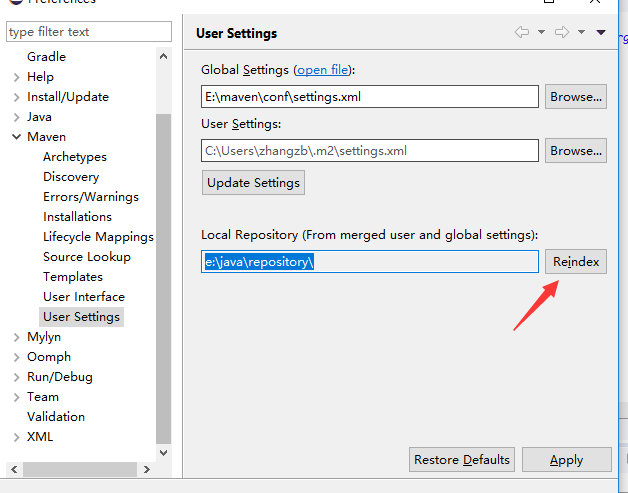 Preferences
type filter text
Gradle
Help
Install/Update
Java
Maven
Archetypes
Discovery
Errors/Warnings
Installations
Lifecycle Mappings
Source Lookup
Templates
User Interface
User Settings
Mylyn
Oomph
Run/Debug
Team
Validation
XML
User Settings
Global Settings (open file):
E:\maven\conf\settings.xml
Browse...
User Settings:
C:\Users\zhangzb\.m2\settings.xml
Browse...
Update Settings
Local Repository (From merged user and global settings):
e:\java\repository\
Reindex
Restore Defaults
Apply